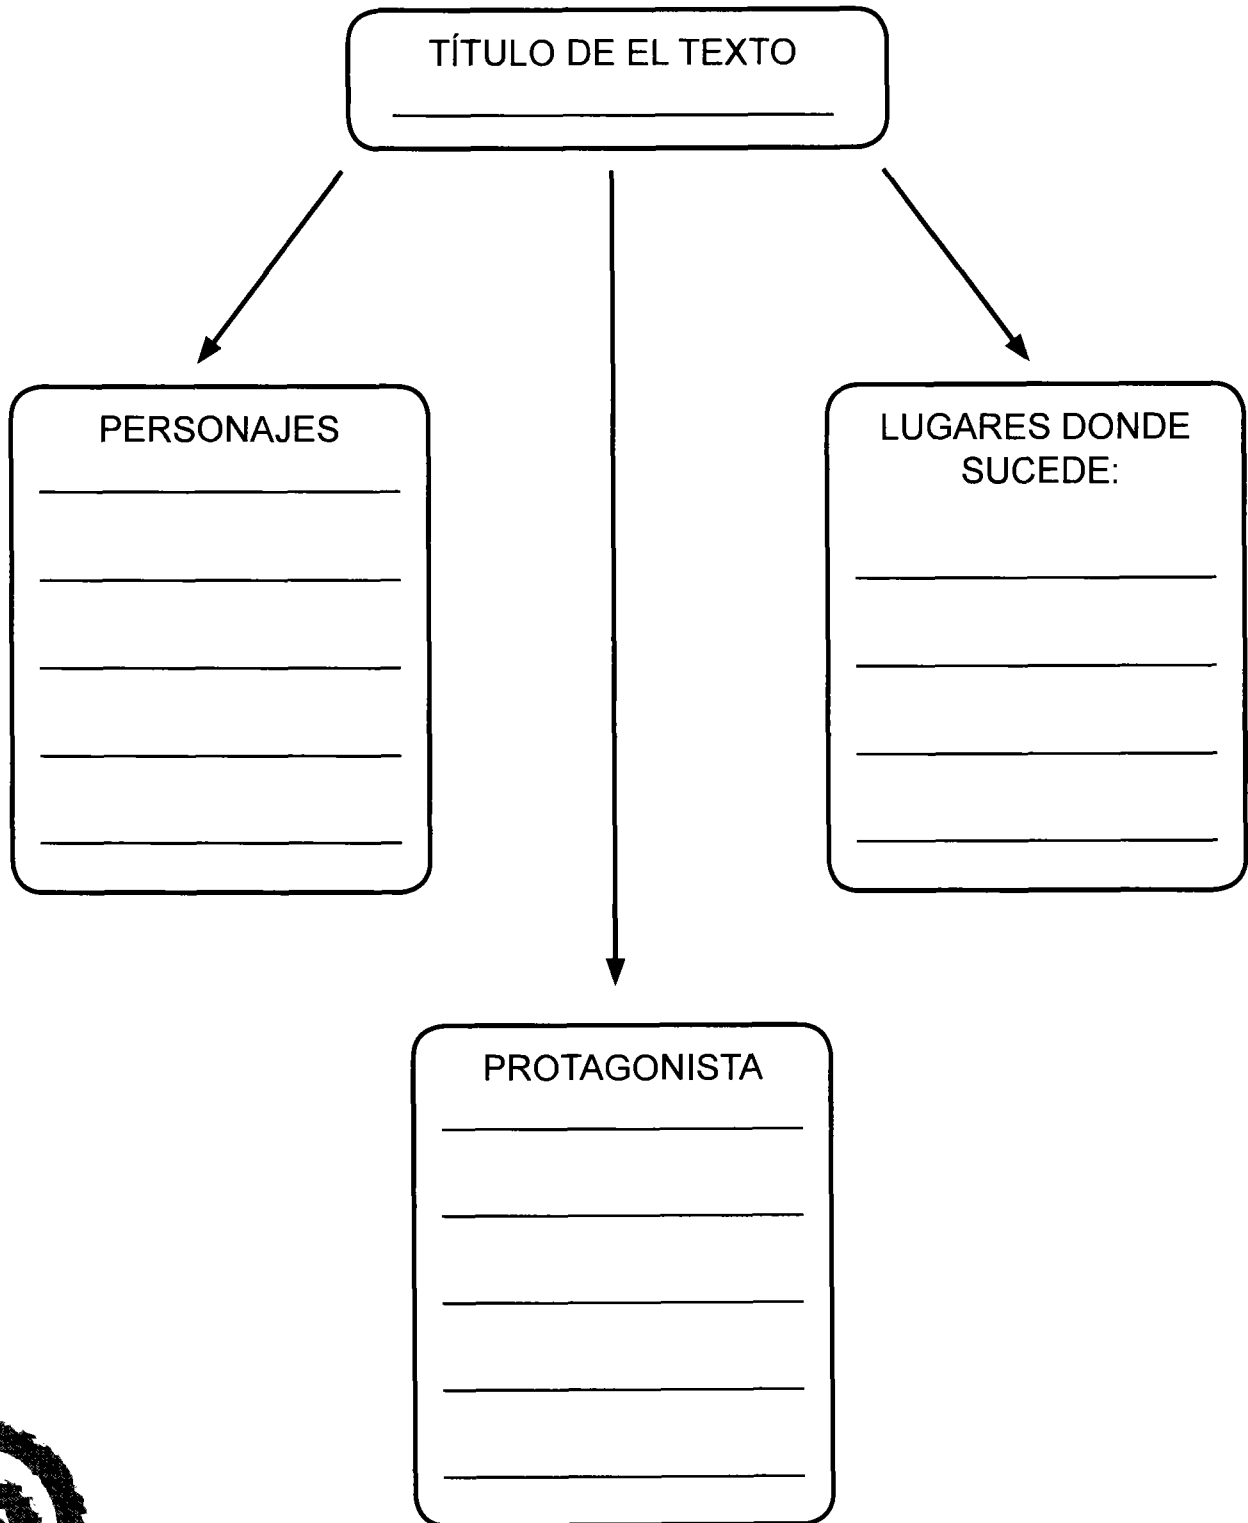 TÍTULO DE EL TEXTO
PERSONAJES
LUGARES DONDE
SUCEDE:
PROTAGONISTA